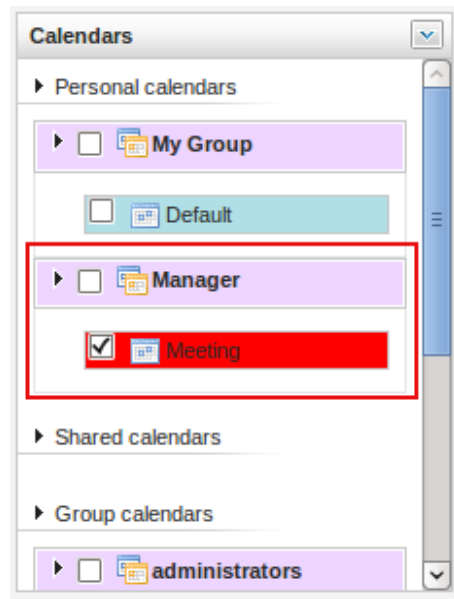 Calendars
Personal calendars
My Group
Default
Manager
Meeting
Shared calendars
Group calendars
administrators